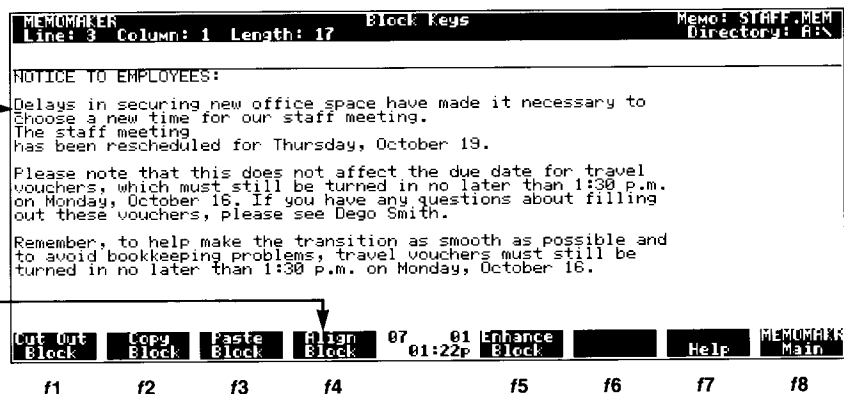 MEMOMAKER Block Keys Memo: STAFF.MEM
Line: 3 Column: 1 Length: 17 Directory: A:\
NOTICE TO EMPLOYEES:
Delays in securing new office space have made it necessary to
choose a new time for our staff meeting.
The staff meeting
has been rescheduled for Thursday, October 19.
Please note that this does not affect the due date for travel
vouchers, which must still be turned in no later than 1:30 p.m.
on Monday, October 16. If you have any questions about filling
out these vouchers, please see Dego Smith.
Remember, to help make the transition as smooth as possible and
to avoid bookkeeping problems, travel vouchers must still be
turned in no later than 1:30 p.m. on Monday, October 16.
Cut Out Copy Paste Align 07 01 Enhance MEMOMAKR
Block Block Block Block 01:22p Block Help Main
f1 f2 f3 f4 f5 f6 f7 f8